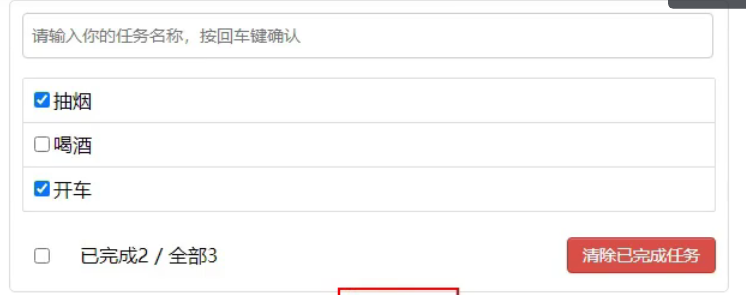 请输入你的任务名称，按回车键确认
抽烟
喝酒
开车
已完成2 / 全部3
清除已完成任务